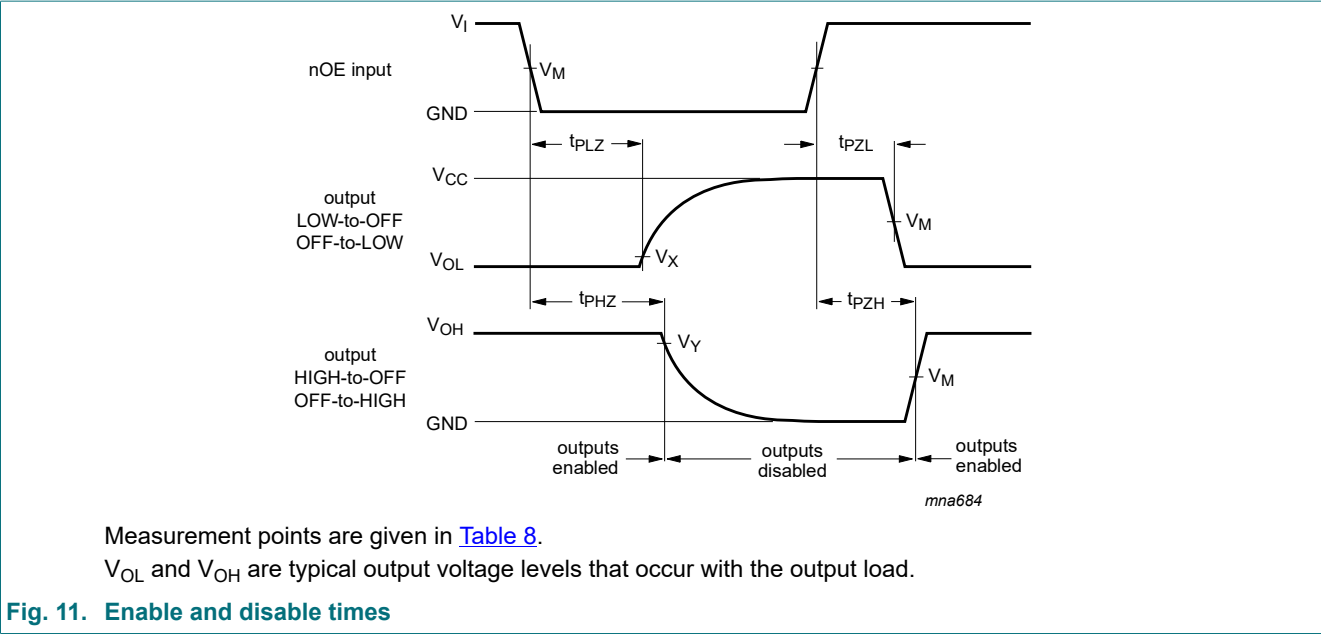 VI
nOE input
VM
GND
tPLZ
tPZL
VCC
output
LOW-to-OFF
OFF-to-LOW
VM
VX
VOL
tPHZ
tPZH
VOH
VY
output
HIGH-to-OFF
OFF-to-HIGH
VM
GND
outputs
enabled
outputs
disabled
outputs
enabled
mna684
Measurement points are given in Table 8.
VOL and VOH are typical output voltage levels that occur with the output load.
Fig. 11. Enable and disable times